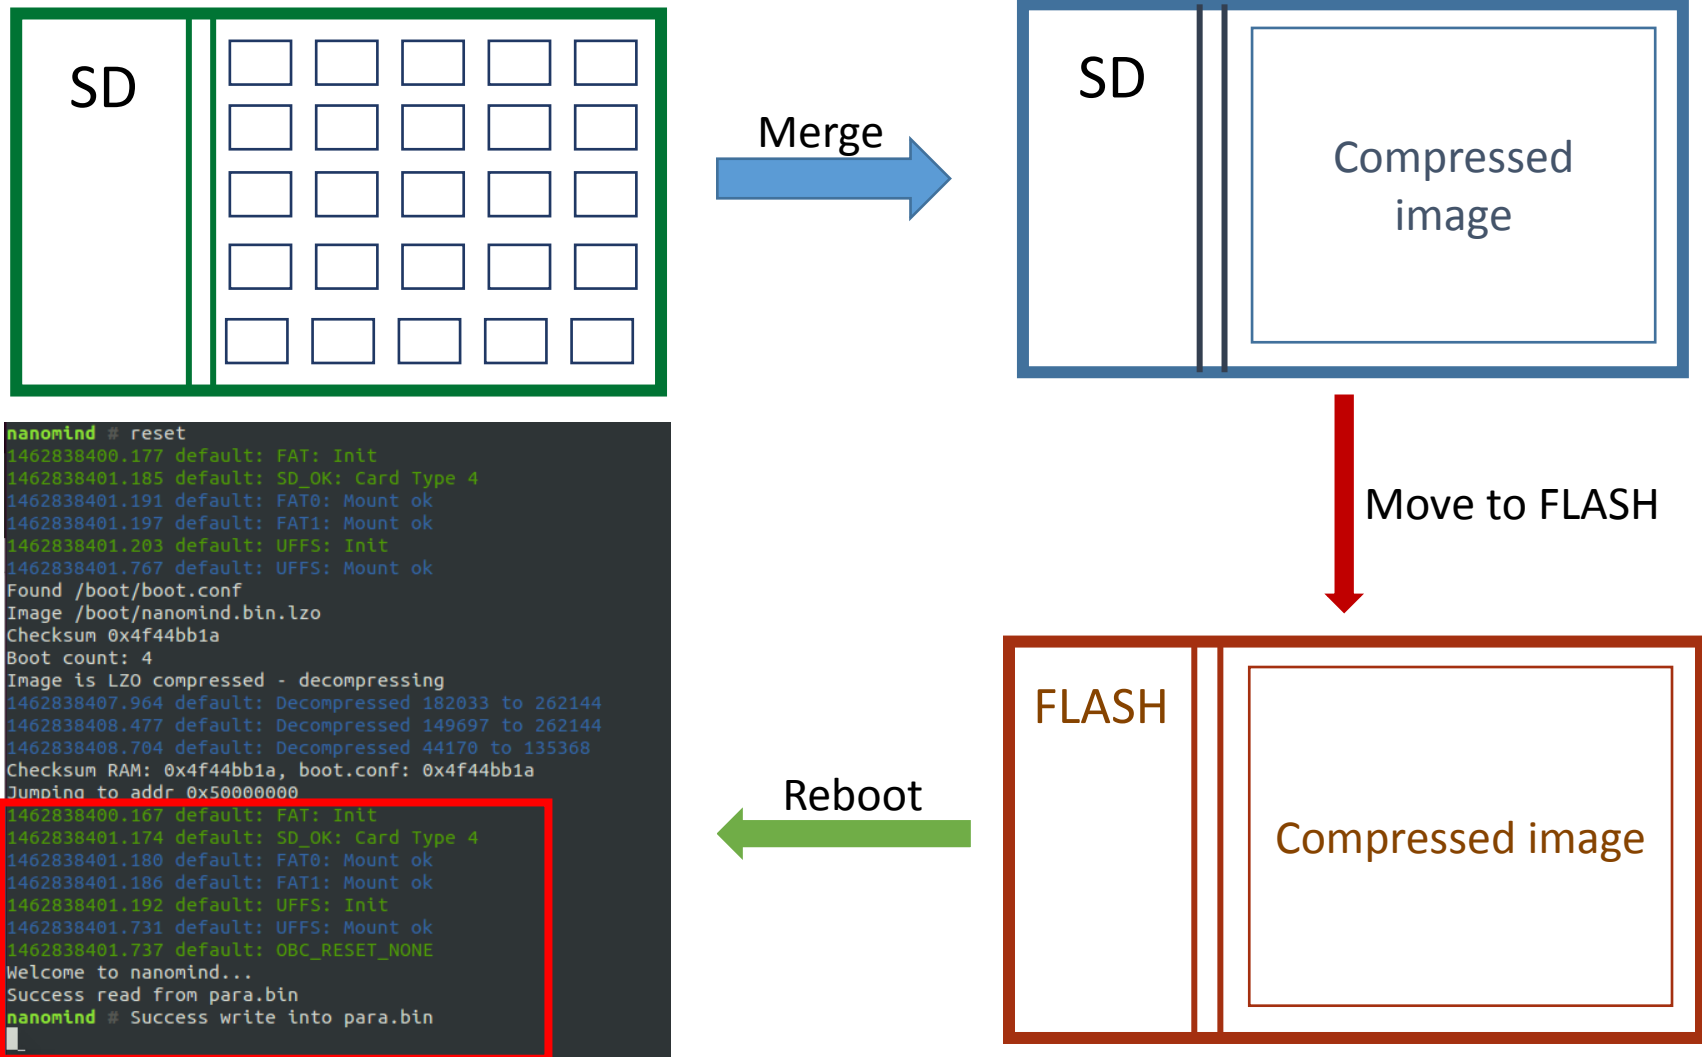 SD
Merge
SD
Compressed
image
Move to FLASH
FLASH
Compressed image
Reboot
nanomind # reset
1462838400.177 default: FAT: Init
1462838401.185 default: SD_OK: Card Type 4
1462838401.191 default: FAT0: Mount ok
1462838401.197 default: FAT1: Mount ok
1462838401.203 default: UFFS: Init
1462838401.767 default: UFFS: Mount ok
Found /boot/boot.conf
Image /boot/nanomind.bin.lzo
Checksum 0x4f44bb1a
Boot count: 4
Image is LZO compressed - decompressing
1462838407.964 default: Decompressed 182033 to 262144
1462838408.477 default: Decompressed 149697 to 262144
1462838408.704 default: Decompressed 44170 to 135368
Checksum RAM: 0x4f44bb1a, boot.conf: 0x4f44bb1a
Jumping to addr 0x50000000
1462838400.167 default: FAT: Init
1462838401.174 default: SD_OK: Card Type 4
1462838401.180 default: FAT0: Mount ok
1462838401.186 default: FAT1: Mount ok
1462838401.192 default: UFFS: Init
1462838401.731 default: UFFS: Mount ok
1462838401.737 default: OBC_RESET_NONE
Welcome to nanomind...
Success read from para.bin
nanomind # Success write into para.bin